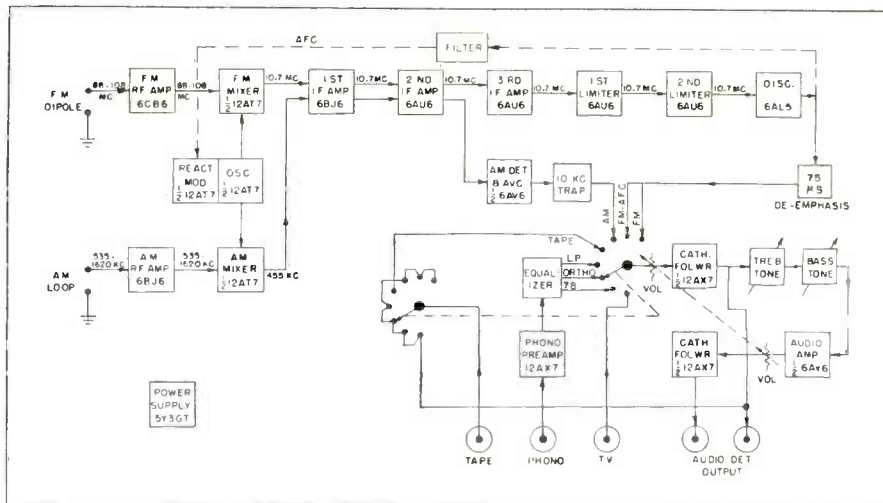 AFC
FILTER
FM
DIPOLE
88-108
MC
FM
RF AMP
6CB6
88-108
MC
FM
MIXER
1/2 12AT7
10.7 MC
1ST
IF AMP
6BJ6
10.7 MC
2ND
IF AMP
6AU6
10.7 MC
3RD
IF AMP
6AU6
10.7 MC
1ST
LIMITER
6AU6
10.7 MC
2ND
LIMITER
6AU6
10.7 MC
DISC.
6AL5
REACT
MOD
1/2 12AT7
OSC
1/2 12AT7
AM DET
& AVC
1/2 6AV6
10 KC
TRAP
75
MS
DE-EMPHASIS
AM
LOOP
535-
1620 KC
AM
RF AMP
6BJ6
535-
1620 KC
AM
MIXER
1/2 12AT7
455 KC
AM
FM-AFC
FM
TAPE
LP
ORTHO
78
EQUAL-
IZER
VOL
CATH.
FOLWR
1/2 12AX7
TREB
TONE
BASS
TONE
PHONO
PREAMP
12AX7
CATH
FOLWR
1/2 12AX7
VOL
AUDIO
AMP
1/2 6AV6
POWER
SUPPLY
5Y3GT
TAPE
PHONO
TV
AUDIO DET
OUTPUT